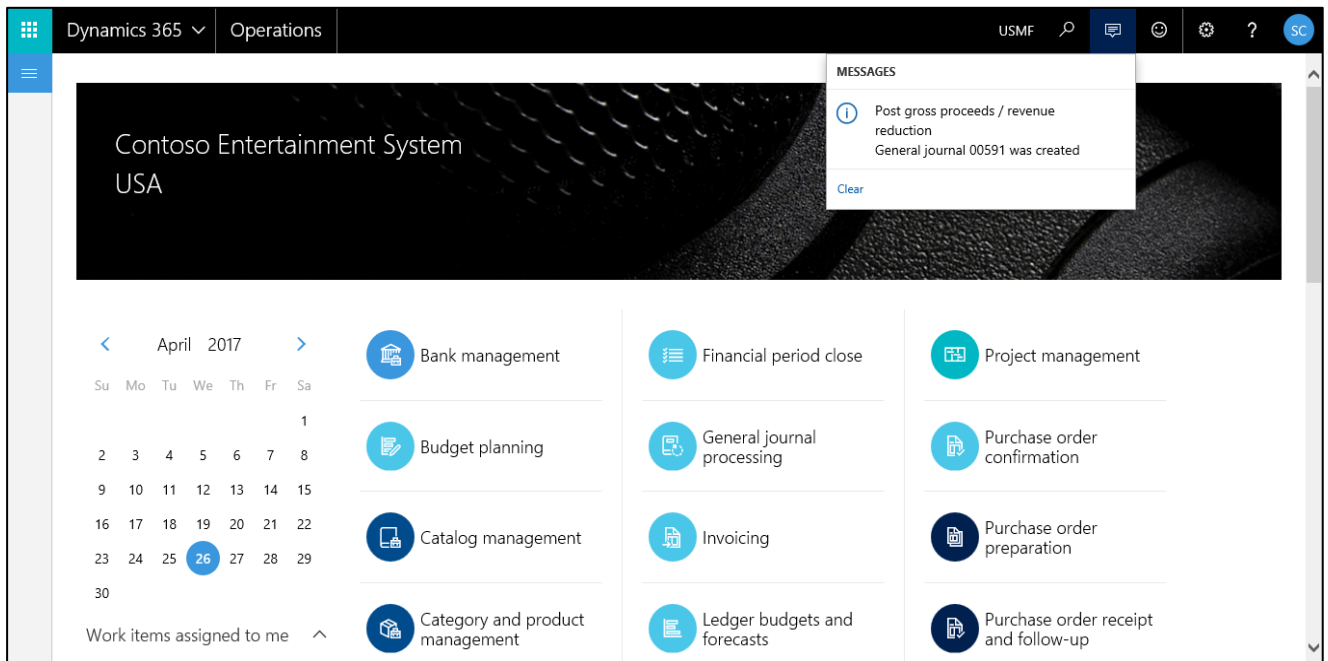 Dynamics 365
Operations
USMF
?
SC
MESSAGES
Post gross proceeds / revenue
reduction
General journal 00591 was created
Clear
Contoso Entertainment System
USA
April 2017
Su Mo Tu We Th Fr Sa
1
2 3 4 5 6 7 8
9 10 11 12 13 14 15
16 17 18 19 20 21 22
23 24 25 26 27 28 29
30
Work items assigned to me
Bank management
Budget planning
Catalog management
Category and product
management
Financial period close
General journal
processing
Invoicing
Ledger budgets and
forecasts
Project management
Purchase order
confirmation
Purchase order
preparation
Purchase order receipt
and follow-up